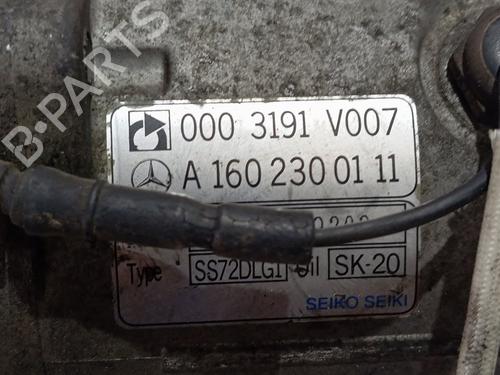 B-PARTS
000 3191 V007
A 160 230 01 11
Type SS72DLG1 Oil SK-20
SEIKO SEIKI